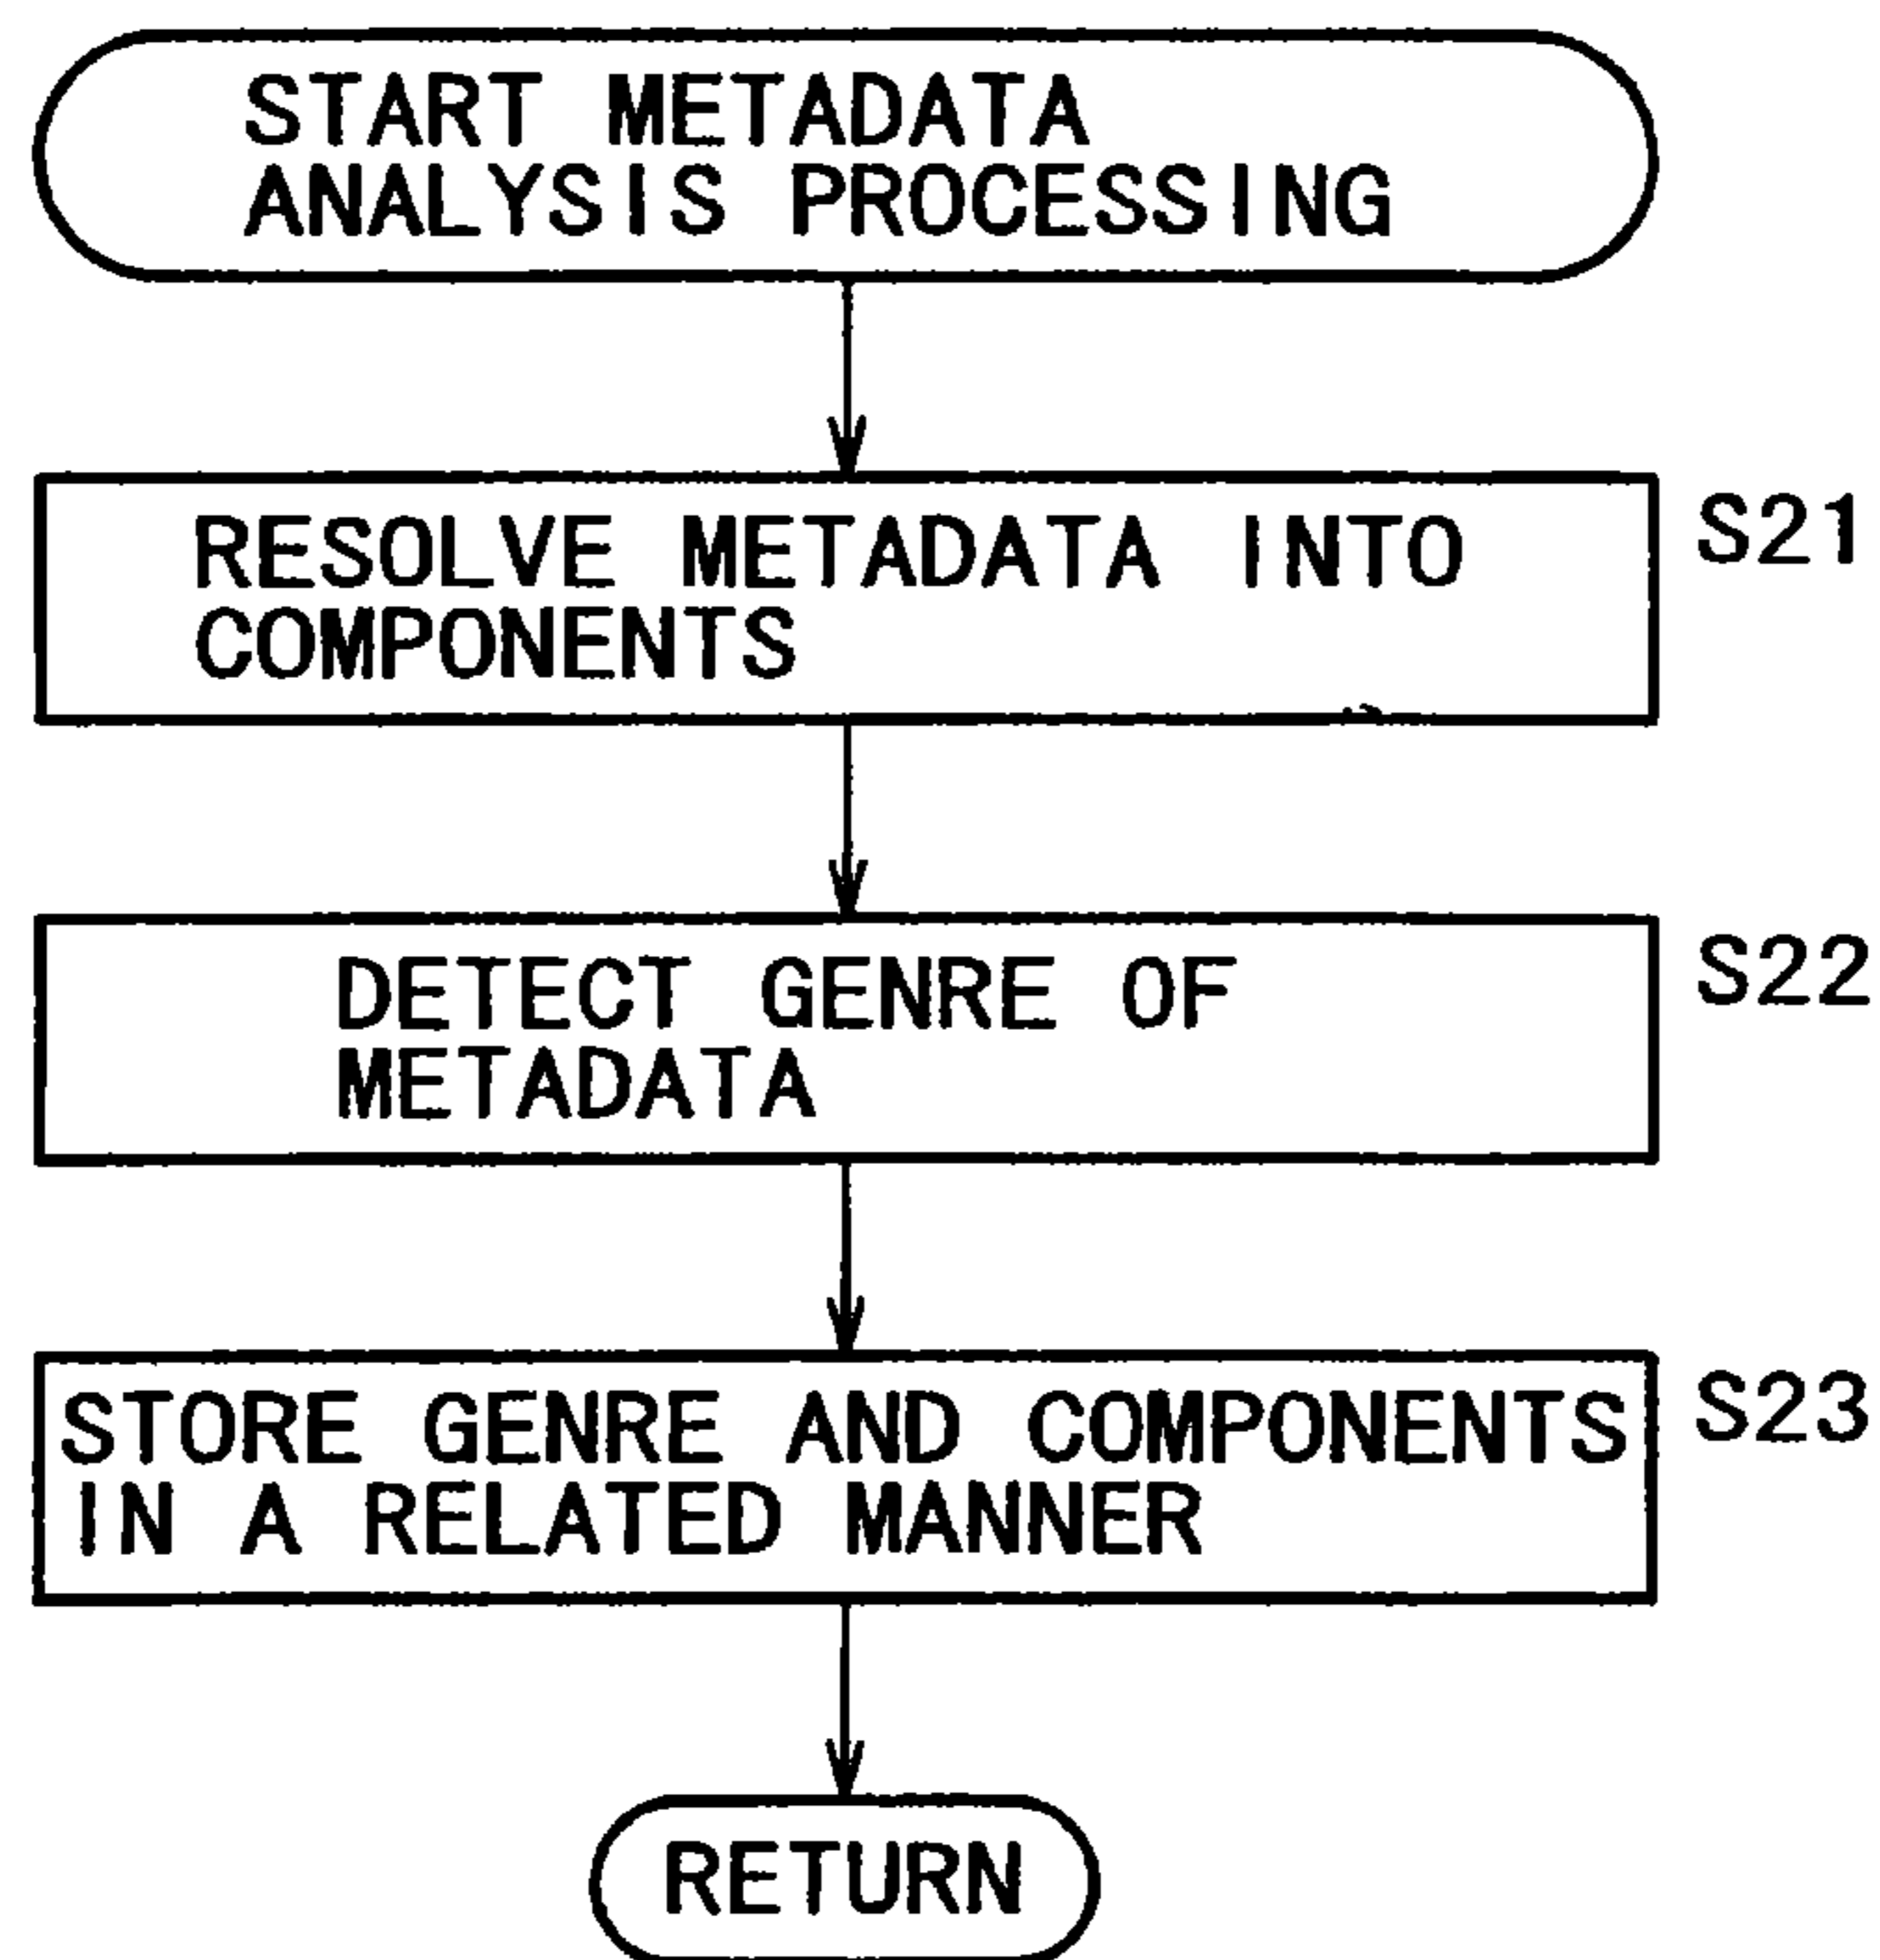 START METADATA
ANALYSIS PROCESSING
RESOLVE METADATA INTO
COMPONENTS
S21
DETECT GENRE OF
METADATA
S22
STORE GENRE AND COMPONENTS
IN A RELATED MANNER
S23
RETURN